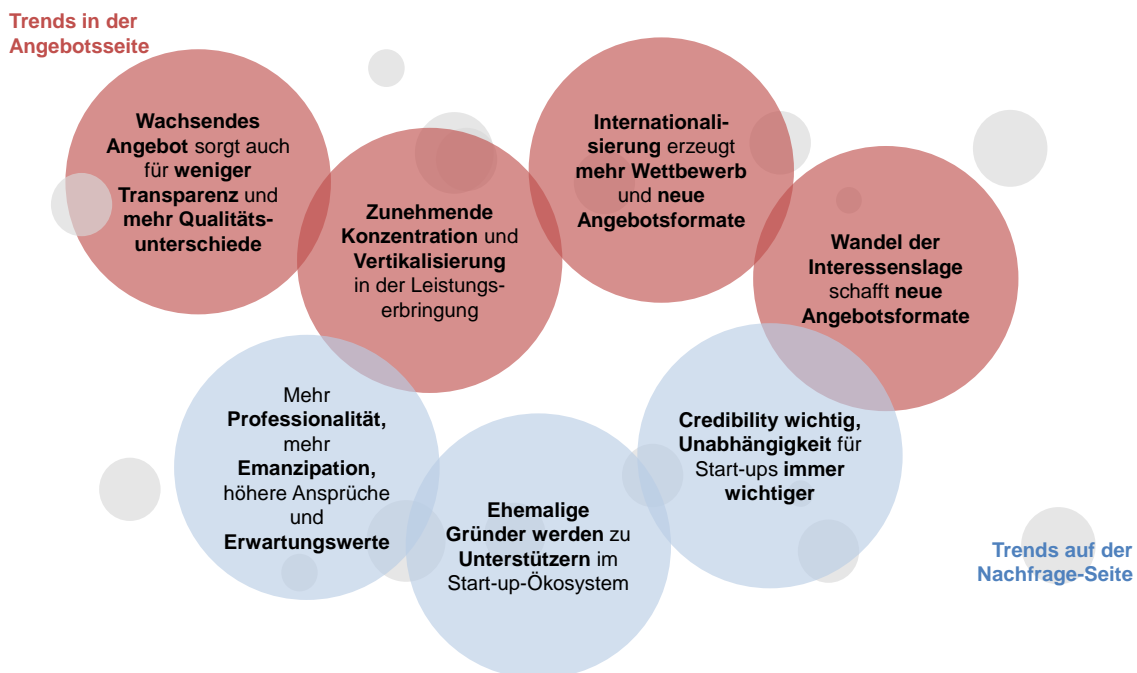 Trends in der
Angebotsseite
Wachsendes
Angebot sorgt auch
für weniger
Transparenz und
mehr Qualitäts-
unterschiede
Zunehmende
Konzentration und
Vertikalisierung
in der Leistungs-
erbringung
Internationali-
sierung erzeugt
mehr Wettbewerb
und neue
Angebotsformate
Wandel der
Interessenslage
schafft neue
Angebotsformate
Mehr
Professionalität,
mehr
Emanzipation,
höhere Ansprüche
und
Erwartungswerte
Ehemalige
Gründer werden zu
Unterstützern im
Start-up-Ökosystem
Credibility wichtig,
Unabhängigkeit für
Start-ups immer
wichtiger
Trends auf der
Nachfrage-Seite